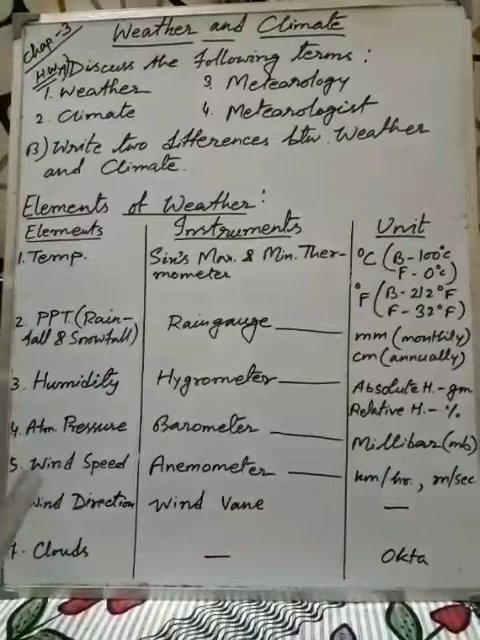 Chap-3
Weather and Climate
H.W. A) Discuss the following terms:
1. Weather 3. Meteorology
2. Climate 4. Meteorologist
B) Write two differences btw. Weather
and Climate.
Elements of Weather:
Elements Instruments Unit
1. Temp. Six's Max. & Min. Ther-
mometer
°C (B-100°C
F-0°C)
°F (B-212°F
F-32°F)
2. PPT. (Rain-
fall & Snowfall) Raingauge
mm (monthly)
cm (annually)
3. Humidity Hygrometer
Absolute H.- gm.
Relative H.- %
4. Atm. Pressure Barometer Millibar (mb)
5. Wind Speed Anemometer km/hr., m/sec.
Wind Direction Wind Vane —
7. Clouds — Okta